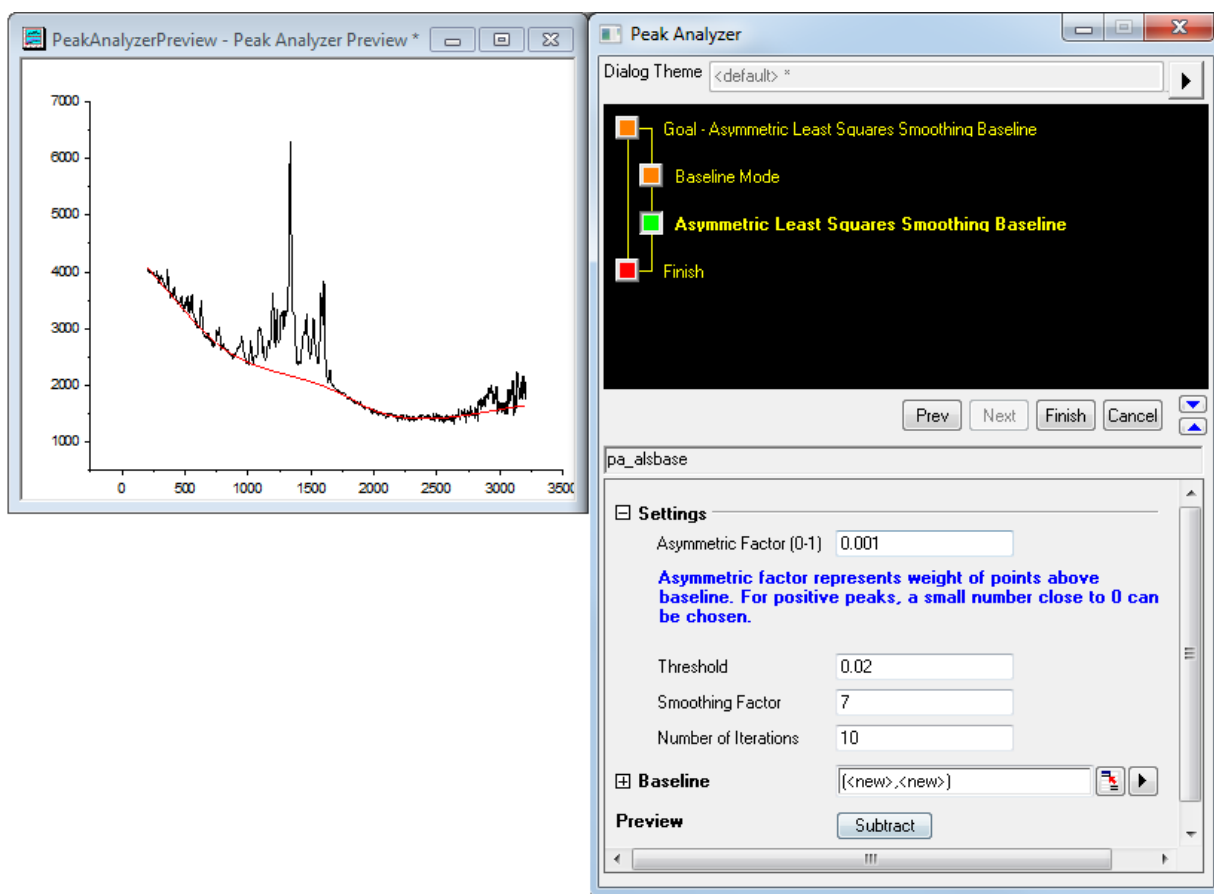 PeakAnalyzerPreview - Peak Analyzer Preview *
7000
6000
5000
4000
3000
2000
1000
0 500 1000 1500 2000 2500 3000 3500
Peak Analyzer
Dialog Theme <default> *
Goal - Asymmetric Least Squares Smoothing Baseline
Baseline Mode
Asymmetric Least Squares Smoothing Baseline
Finish
Prev Next Finish Cancel
pa_alsbase
Settings
Asymmetric Factor (0-1) 0.001
Asymmetric factor represents weight of points above
baseline. For positive peaks, a small number close to 0 can
be chosen.
Threshold 0.02
Smoothing Factor 7
Number of Iterations 10
Baseline (<new>,<new>)
Preview Subtract